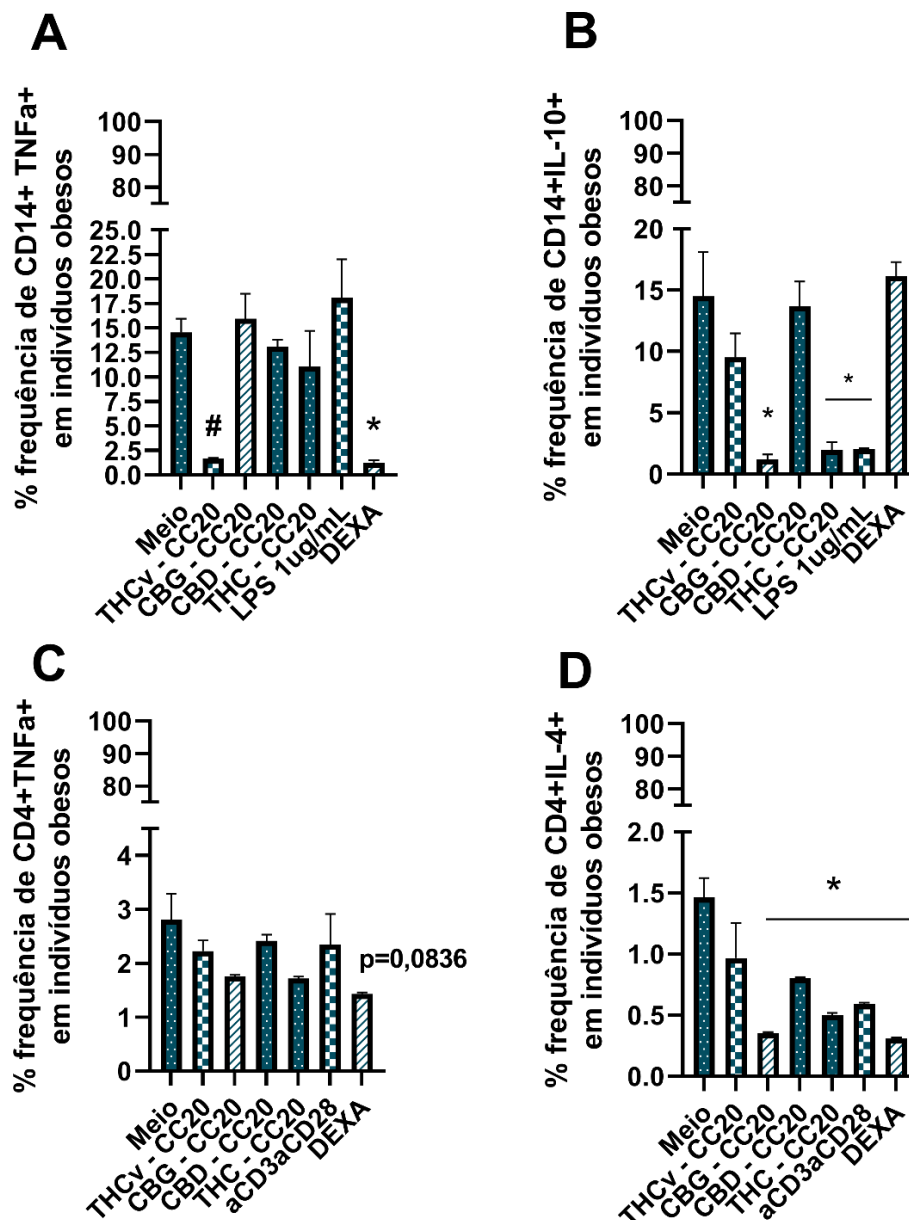 A
% frequência de CD14+ TNFa+
em indivíduos obesos
100
80
25.0
22.5
20.0
17.5
15.0
12.5
10.0
7.5
5.0
2.5
0.0
#
*
Meio
THCv - CC20
CBG - CC20
CBD - CC20
THC - CC20
LPS 1ug/mL
DEXA
B
% frequência de CD14+IL-10+
em indivíduos obesos
100
80
20
15
10
5
0
*
*
Meio
THCv - CC20
CBG - CC20
CBD - CC20
THC - CC20
LPS 1ug/mL
DEXA
C
% frequência de CD4+TNFa+
em indivíduos obesos
100
80
4
3
2
1
0
p=0,0836
Meio
THCv - CC20
CBG - CC20
CBD - CC20
THC - CC20
aCD3aCD28
DEXA
D
% frequência de CD4+IL-4+
em indivíduos obesos
100
80
2.0
1.5
1.0
0.5
0.0
*
Meio
THCv - CC20
CBG - CC20
CBD - CC20
THC - CC20
aCD3aCD28
DEXA